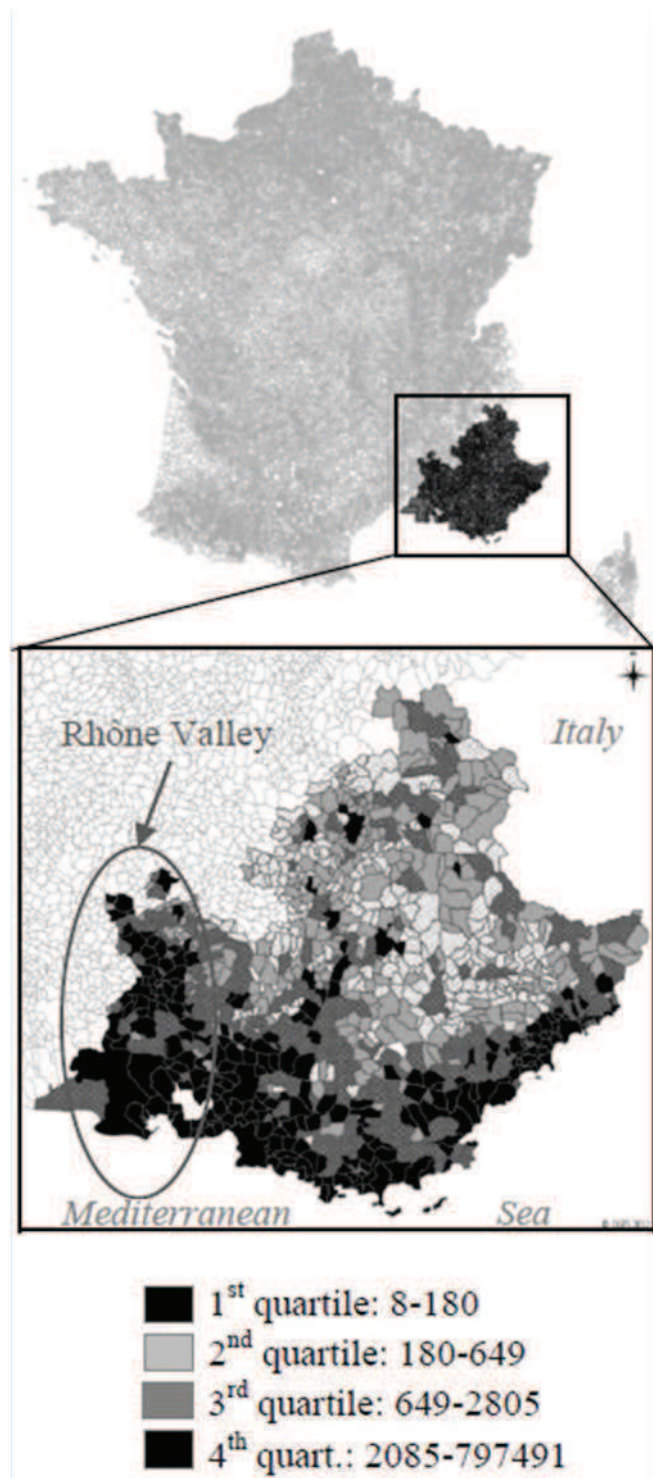 Rhône Valley
Italy
Mediterranean Sea
1st quartile: 8-180
2nd quartile: 180-649
3rd quartile: 649-2805
4th quart.: 2085-797491